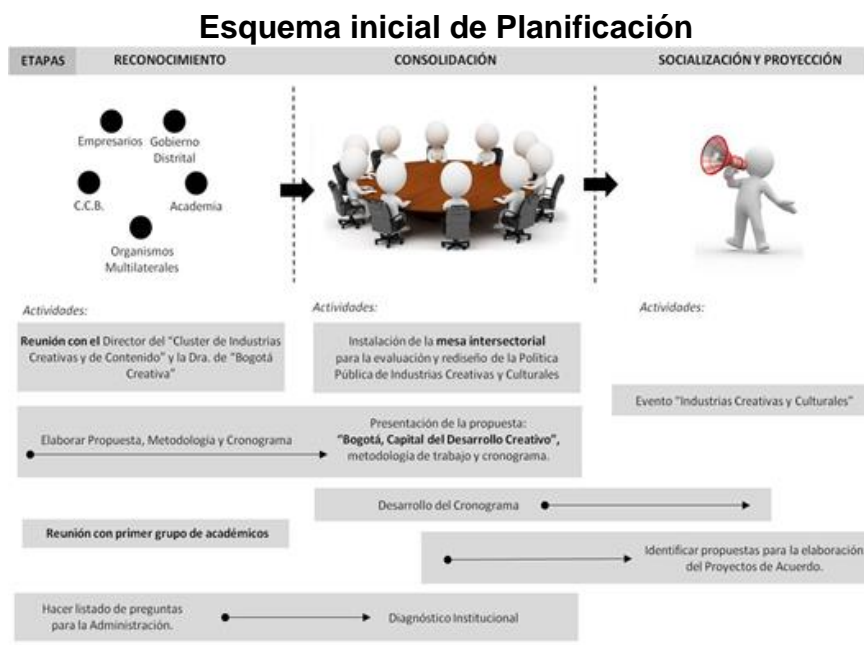 Esquema inicial de Planificación
ETAPAS
RECONOCIMIENTO
CONSOLIDACIÓN
SOCIALIZACIÓN Y PROYECCIÓN
Empresarios
Gobierno
Distrital
C.C.B.
Academia
Organismos
Multilaterales
Actividades:
Actividades:
Actividades:
Reunión con el Director del "Cluster de Industrias
Creativas y de Contenido" y la Dra. de "Bogotá
Creativa"
Instalación de la mesa intersectorial
para la evaluación y rediseño de la Política
Pública de Industrias Creativas y Culturales
Evento "Industrias Creativas y Culturales"
Elaborar Propuesta, Metodologia y Cronograma
Presentación de la propuesta:
"Bogotá, Capital del Desarrollo Creativo",
metodología de trabajo y cronograma.
Desarrollo del Cronograma
Reunión con primer grupo de académicos
Identificar propuestas para la elaboración
del Proyectos de Acuerdo.
Hacer listado de preguntas
para la Administración.
Diagnóstico Institucional